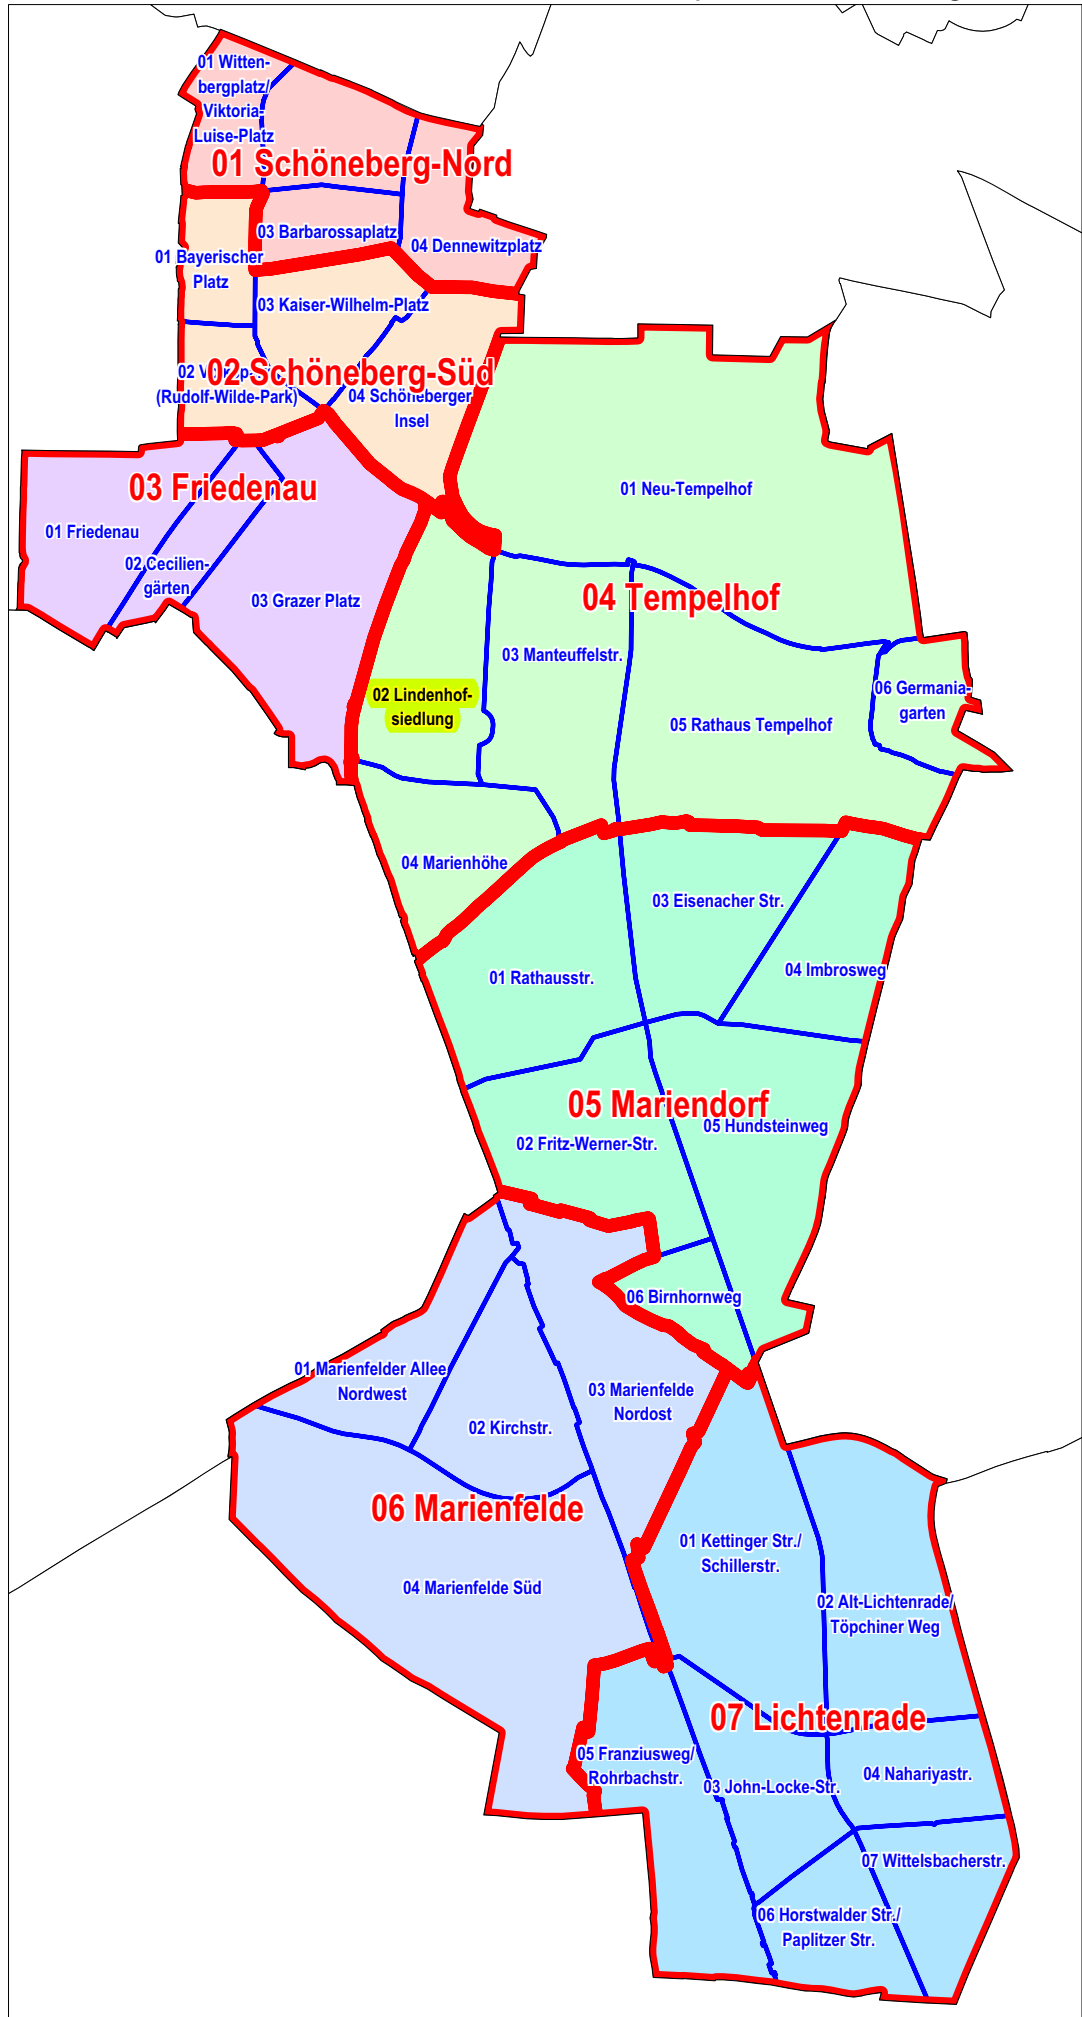 01 Witten-
bergplatz/
Viktoria-
Luise-Platz
01 Schöneberg-Nord
03 Barbarossaplatz
04 Dennewitzplatz
01 Bayerischer
Platz
03 Kaiser-Wilhelm-Platz
02 Schöneberg-Süd
02
(Rudolf-Wilde-Park)
04 Schöneberger
Insel
03 Friedenau
01 Neu-Tempelhof
01 Friedenau
02 Cecilien-
gärten
03 Grazer Platz
04 Tempelhof
03 Manteuffelstr.
02 Lindenhof-
siedlung
06 Germania-
garten
05 Rathaus Tempelhof
04 Marienhöhe
03 Eisenacher Str.
01 Rathausstr.
04 Imbrosweg
05 Mariendorf
05 Hundsteinweg
02 Fritz-Werner-Str.
06 Birnhornweg
01 Marienfelder Allee
Nordwest
03 Marienfelde
Nordost
02 Kirchstr.
06 Marienfelde
01 Kettinger Str./
Schillerstr.
04 Marienfelde Süd
02 Alt-Lichtenrade/
Töpchiner Weg
07 Lichtenrade
05 Franziusweg/
Rohrbachstr.
03 John-Locke-Str.
04 Nahariyastr.
07 Wittelsbacherstr.
06 Horstwalder Str./
Paplitzer Str.